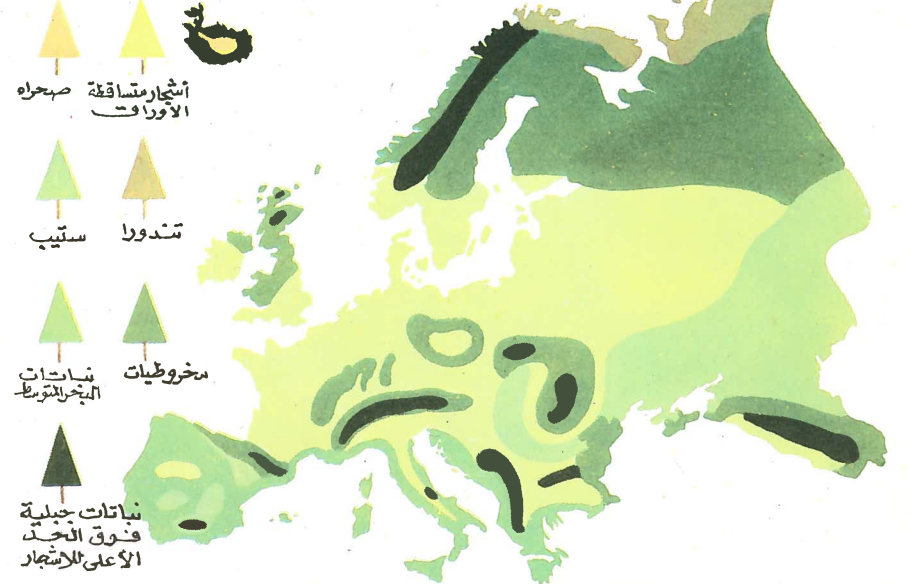 أشجار متساقطة
الأوراق
صحراء
تندورا
ستيب
مخروطيات
نباتات
البحر المتوسط
نباتات جبلية
فوق الحد
الأعلى للأشجار